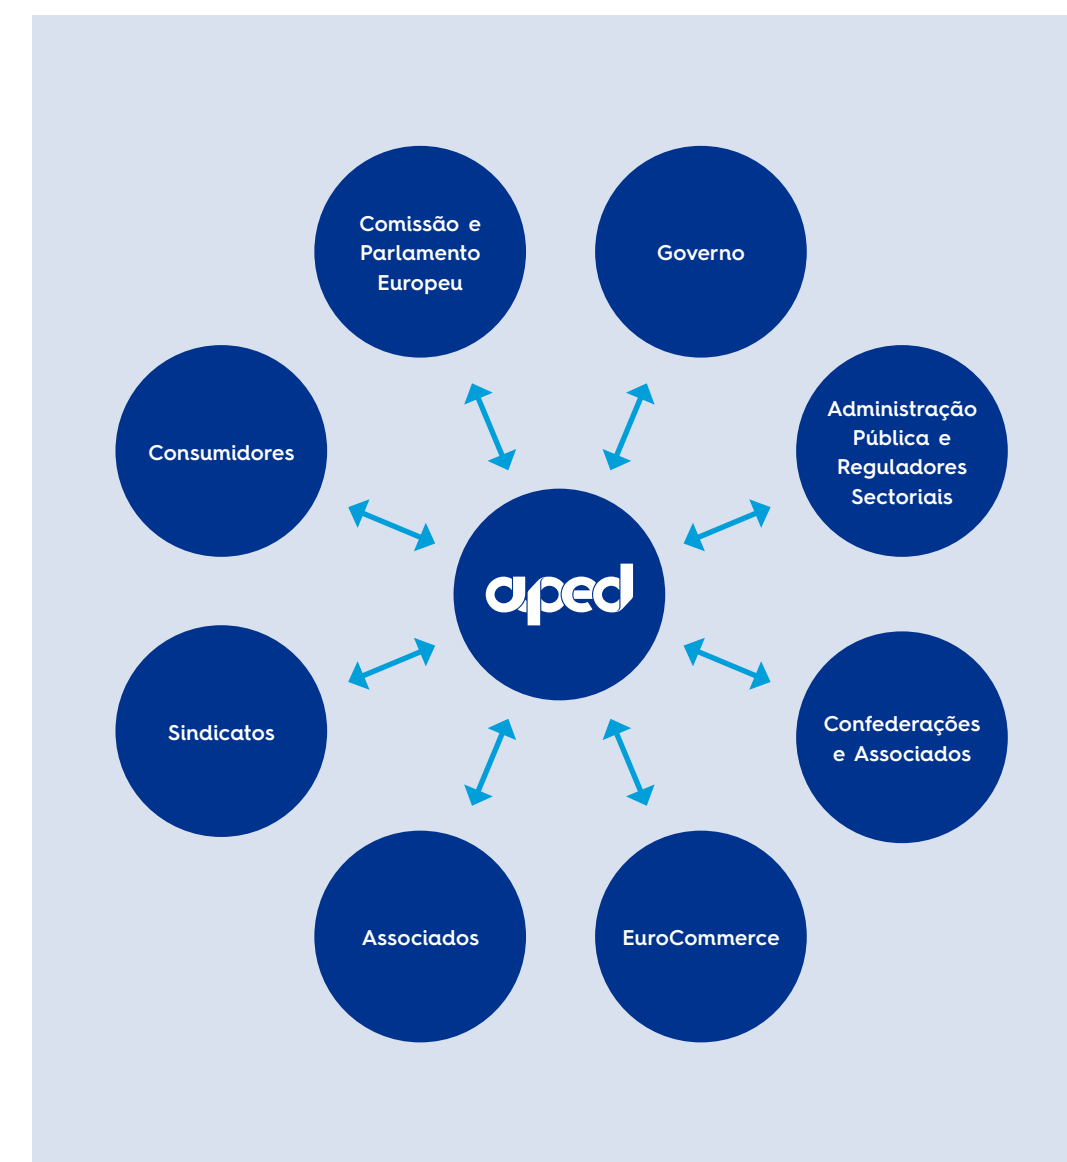 Comissão e
Parlamento
Europeu
Governo
Consumidores
Administração
Pública e
Reguladores
Sectoriais
aped
Sindicatos
Confederações
e Associados
Associados
EuroCommerce